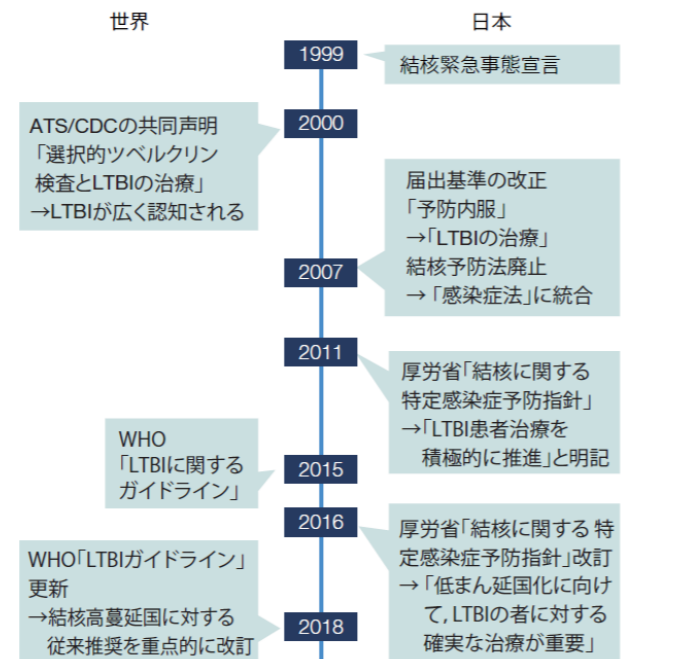 世界
日本
1999
結核緊急事態宣言
2000
ATS/CDCの共同声明
「選択的ツベルクリン
検査とLTBIの治療」
→LTBIが広く認知される
2007
届出基準の改正
「予防内服」
→「LTBIの治療」
結核予防法廃止
→「感染症法」に統合
2011
厚労省「結核に関する
特定感染症予防指針」
→「LTBI患者治療を
積極的に推進」と明記
2015
WHO
「LTBIに関する
ガイドライン」
2016
厚労省「結核に関する 特
定感染症予防指針」改訂
→「低まん延国化に向け
て, LTBIの者に対する
確実な治療が重要」
2018
WHO「LTBIガイドライン」
更新
→結核高蔓延国に対する
従来推奨を重点的に改訂